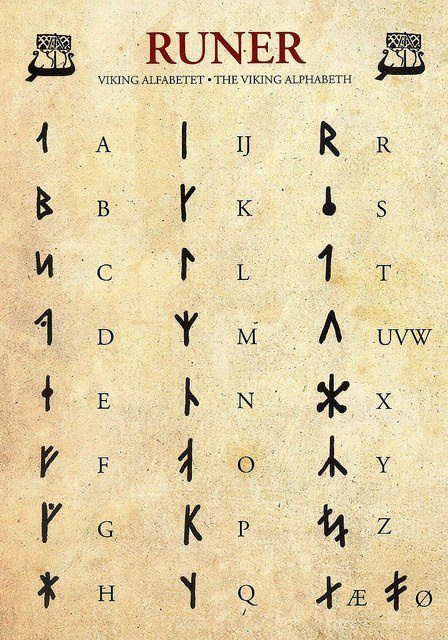 RUNER
VIKING ALFABETET • THE VIKING ALPHABETH
A ᛁ IJ ᚱ R
ᛒ B ᚴ K S
C ᛚ L ᛐ T
ᛑ D ᛘ M UVW
ᛂ E ᚿ N X
ᚠ F O ᛦ Y
ᚵ G P Z
ᚼ H Q ᛅ Æ ᚯ Ø